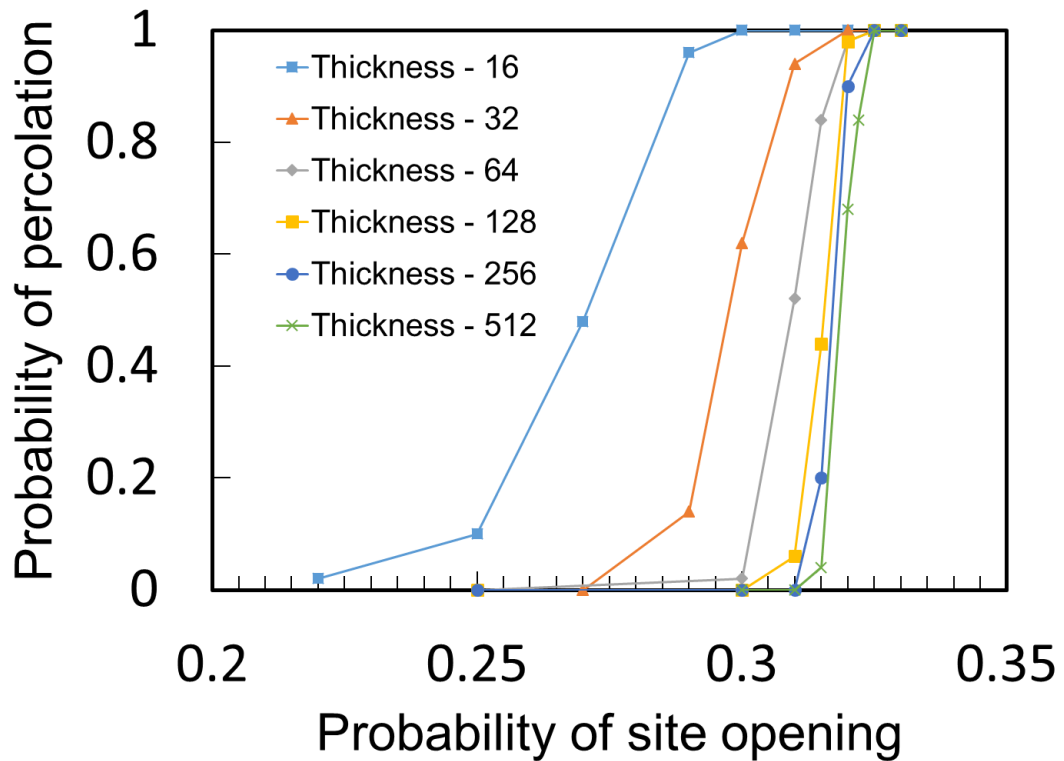 Probability of percolation
1
0.8
0.6
0.4
0.2
0
Thickness - 16
Thickness - 32
Thickness - 64
Thickness - 128
Thickness - 256
Thickness - 512
0.2 0.25 0.3 0.35
Probability of site opening